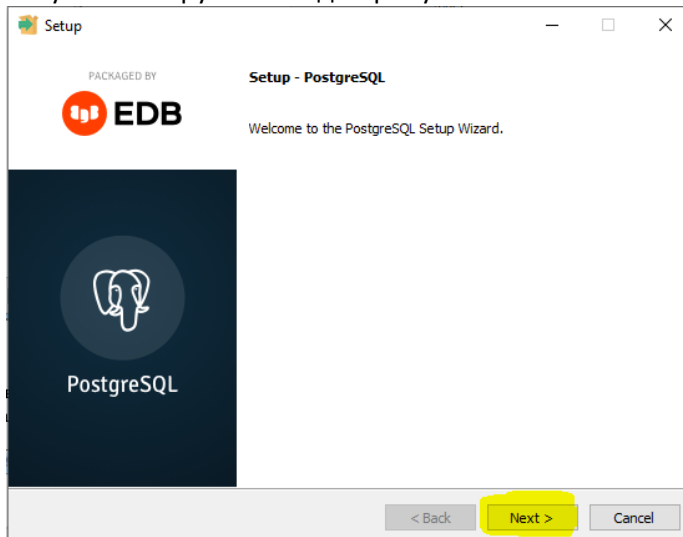 Setup
PACKAGED BY
EDB
Setup - PostgreSQL
Welcome to the PostgreSQL Setup Wizard.
PostgreSQL
< Back
Next >
Cancel